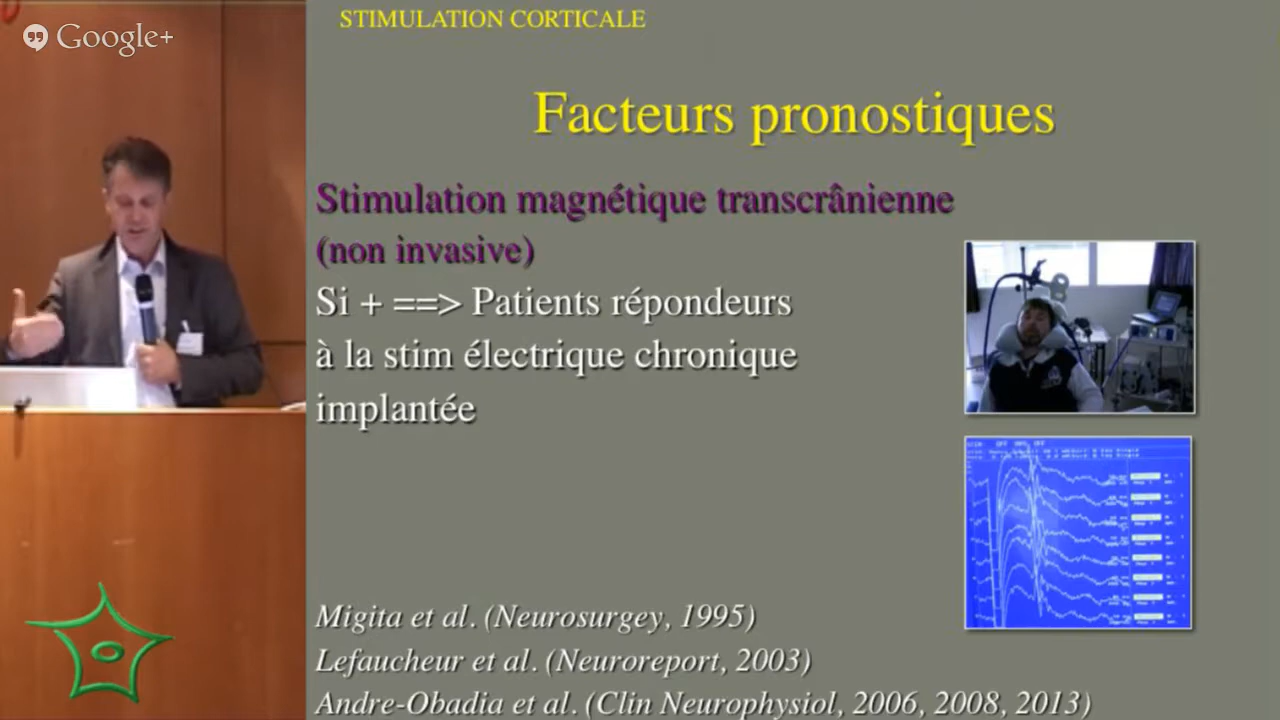 Google+
STIMULATION CORTICALE
Facteurs pronostiques
Stimulation magnétique transcrânienne
(non invasive)
Si + ==> Patients répondeurs
à la stim électrique chronique
implantée
Migita et al. (Neurosurgey, 1995)
Lefaucheur et al. (Neuroreport, 2003)
Andre-Obadia et al. (Clin Neurophysiol, 2006, 2008, 2013)